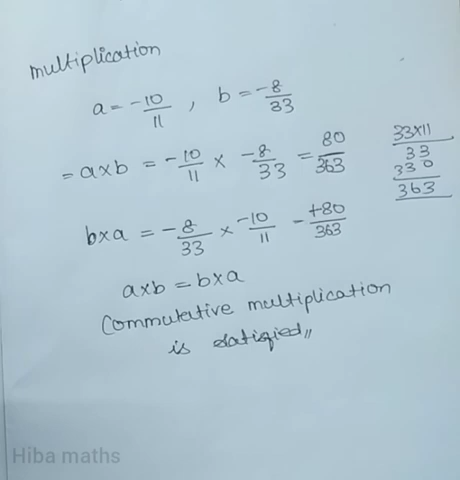 multiplication
a = -10/11 , b = -8/33
= a×b = -10/11 × -8/33 = 80/363
33×11
33
330
363
b×a = -8/33 × -10/11 = +80/363
a×b = b×a
Commutative multiplication
is satisfied,,
Hiba maths